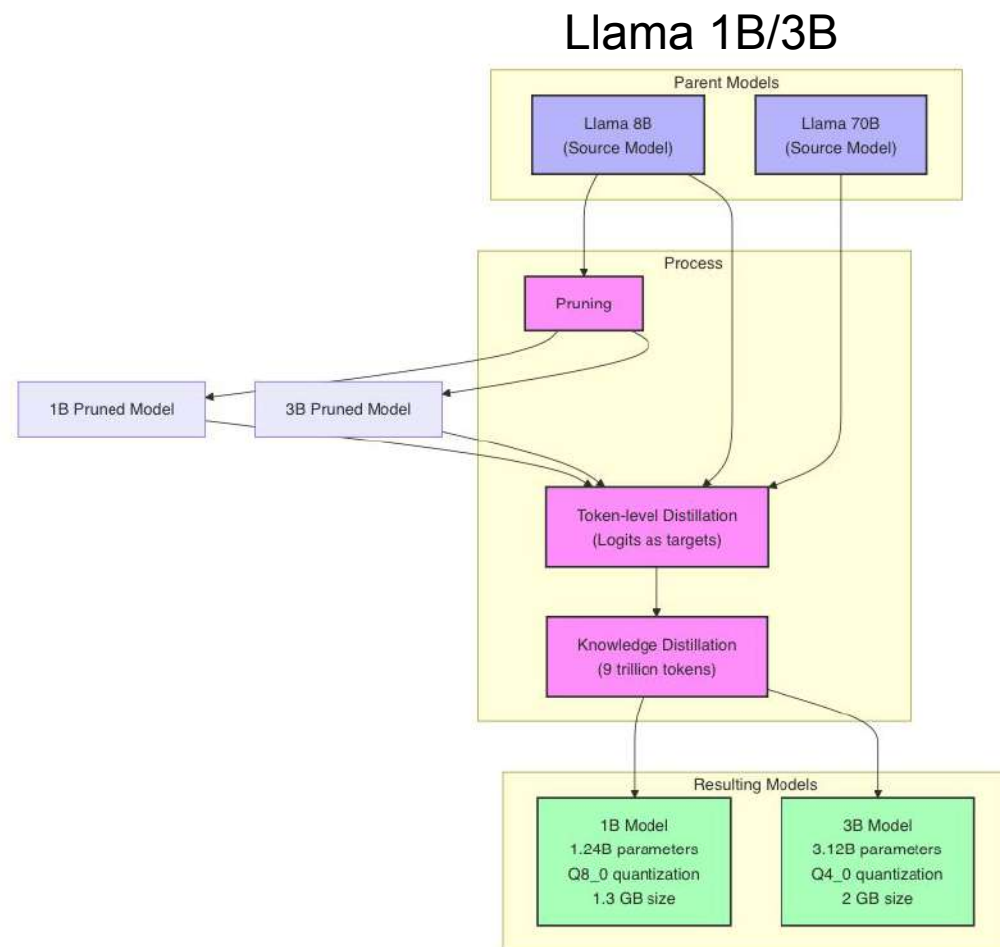 Llama 1B/3B
Parent Models
Llama 8B
(Source Model)
Llama 70B
(Source Model)
Process
Pruning
1B Pruned Model
3B Pruned Model
Token-level Distillation
(Logits as targets)
Knowledge Distillation
(9 trillion tokens)
Resulting Models
1B Model
1.24B parameters
Q8_0 quantization
1.3 GB size
3B Model
3.12B parameters
Q4_0 quantization
2 GB size